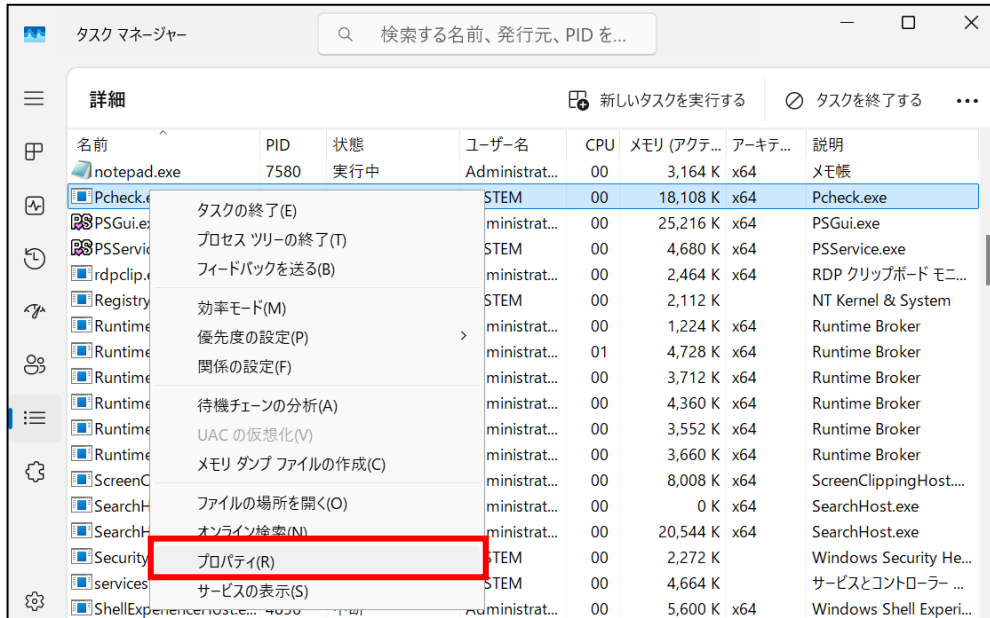 タスク マネージャー
検索する名前、発行元、PID を...
詳細
新しいタスクを実行する
タスクを終了する
名前 PID 状態 ユーザー名 CPU メモリ (アクテ... アーキテ... 説明
notepad.exe 7580 実行中 Administrat... 00 3,164 K x64 メモ帳
Pcheck.e STEM 00 18,108 K x64 Pcheck.exe
PSGui.ex ministrat... 00 25,216 K x64 PSGui.exe
PSServic STEM 00 4,680 K x64 PSService.exe
rdpclip.e ministrat... 00 2,464 K x64 RDP クリップボード モニ...
Registry STEM 00 2,112 K NT Kernel & System
Runtime ministrat... 00 1,224 K x64 Runtime Broker
Runtime ministrat... 01 4,728 K x64 Runtime Broker
Runtime ministrat... 00 3,712 K x64 Runtime Broker
Runtime ministrat... 00 4,360 K x64 Runtime Broker
Runtime ministrat... 00 3,552 K x64 Runtime Broker
Runtime ministrat... 00 3,660 K x64 Runtime Broker
ScreenC ministrat... 00 8,008 K x64 ScreenClippingHost....
SearchH ministrat... 00 0 K x64 SearchHost.exe
SearchH ministrat... 00 20,544 K x64 SearchHost.exe
Security STEM 00 2,272 K Windows Security He...
services STEM 00 4,664 K サービスとコントローラー ...
ShellExperienceHost.e... 4896 中断 Administrat... 00 5,600 K x64 Windows Shell Experi...
タスクの終了(E)
プロセス ツリーの終了(T)
フィードバックを送る(B)
効率モード(M)
優先度の設定(P)
関係の設定(F)
待機チェーンの分析(A)
UAC の仮想化(V)
メモリ ダンプ ファイルの作成(C)
ファイルの場所を開く(O)
オンライン検索(N)
プロパティ(R)
サービスの表示(S)